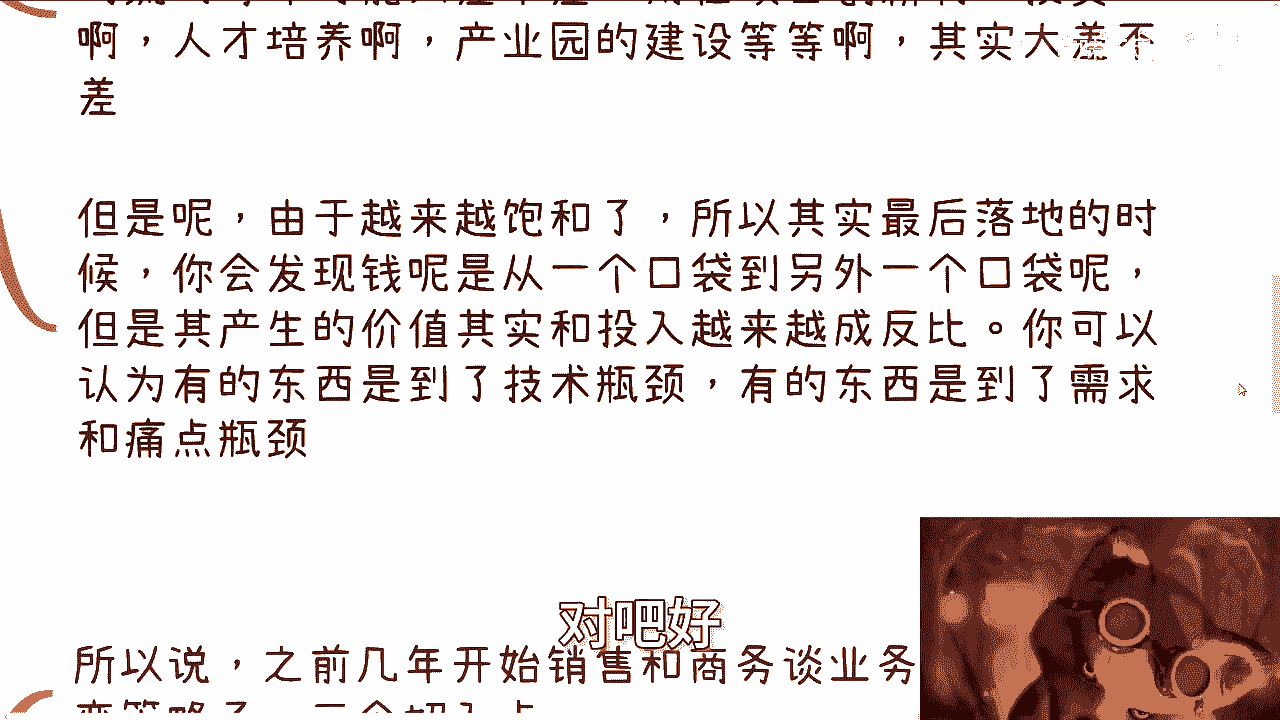 啊，人才培养啊，产业园的建设等等啊，其实大差不
差
但是呢，由于越来越饱和了，所以其实最后落地的时
候，你会发现钱呢是从一个口袋到另外一个口袋呢，
但是其产生的价值其实和投入越来越成反比。你可以
认为有的东西是到了技术瓶颈，有的东西是到了需求
和痛点瓶颈
对吧好
所以说，之前几年开始销售和商务谈业务